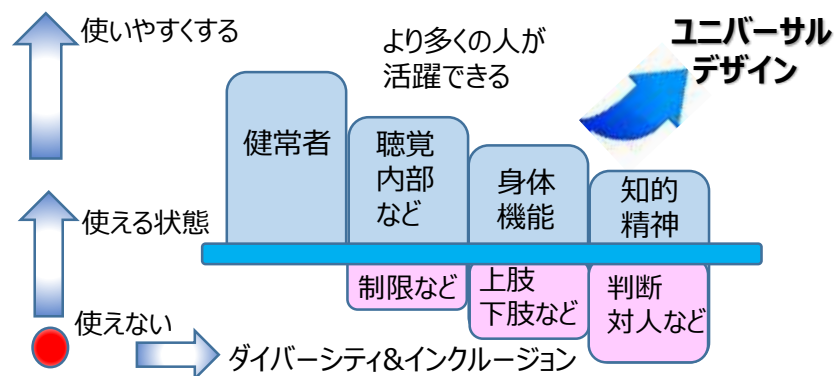 使いやすくする
より多くの人が
活躍できる
ユニバーサル
デザイン
健常者
聴覚
内部
など
身体
機能
知的
精神
使える状態
制限など
上肢
下肢など
判断
対人など
使えない
ダイバーシティ&インクルージョン